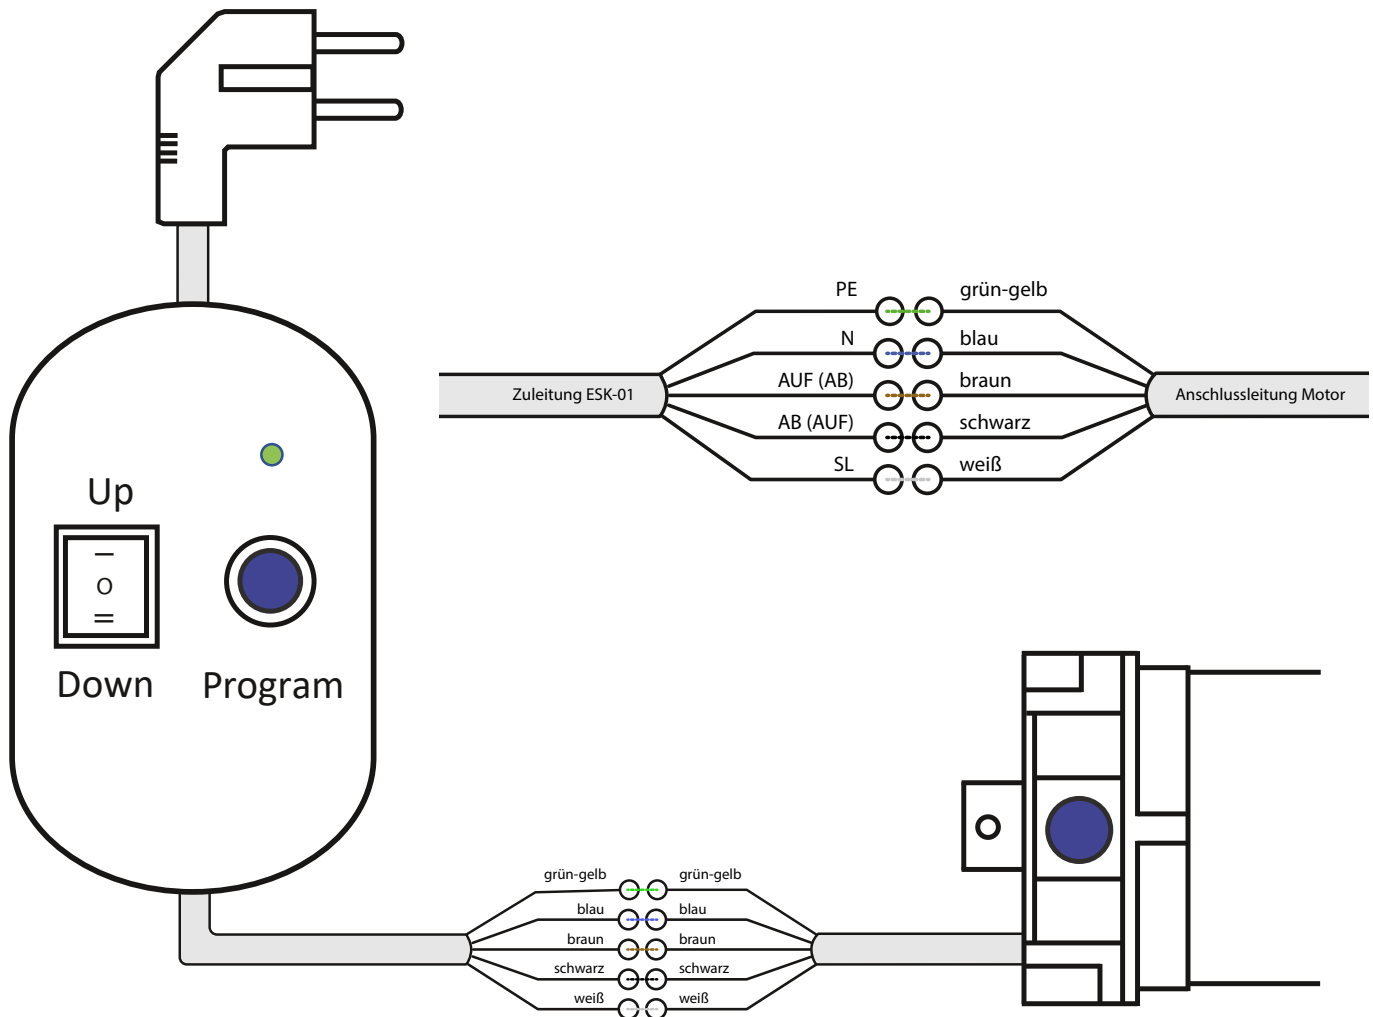 PE grün-gelb
N blau
AUF (AB) braun
Zuleitung ESK-01 Anschlussleitung Motor
AB (AUF) schwarz
SL weiß
Up
–
O
=
Down Program
grün-gelb grün-gelb
blau blau
braun braun
schwarz schwarz
weiß weiß